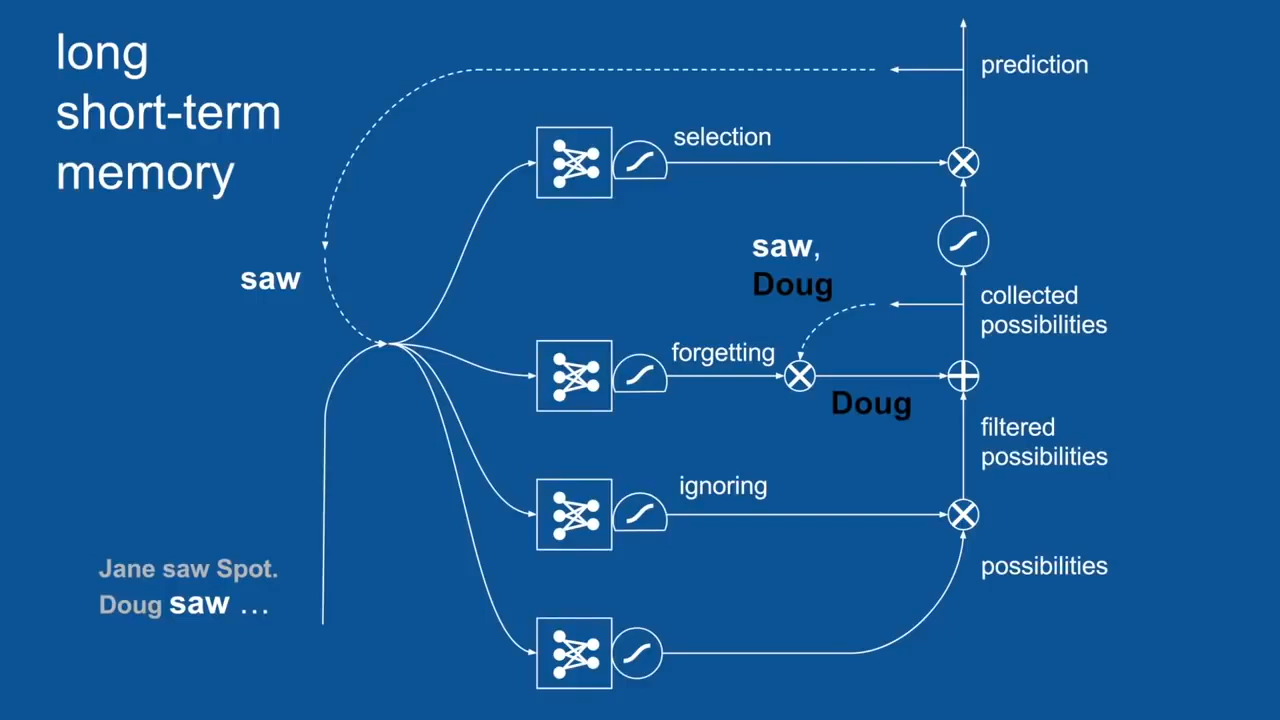 long
short-term
memory
prediction
selection
saw,
Doug
saw
collected
possibilities
forgetting
Doug
filtered
possibilities
ignoring
possibilities
Jane saw Spot.
Doug saw ...